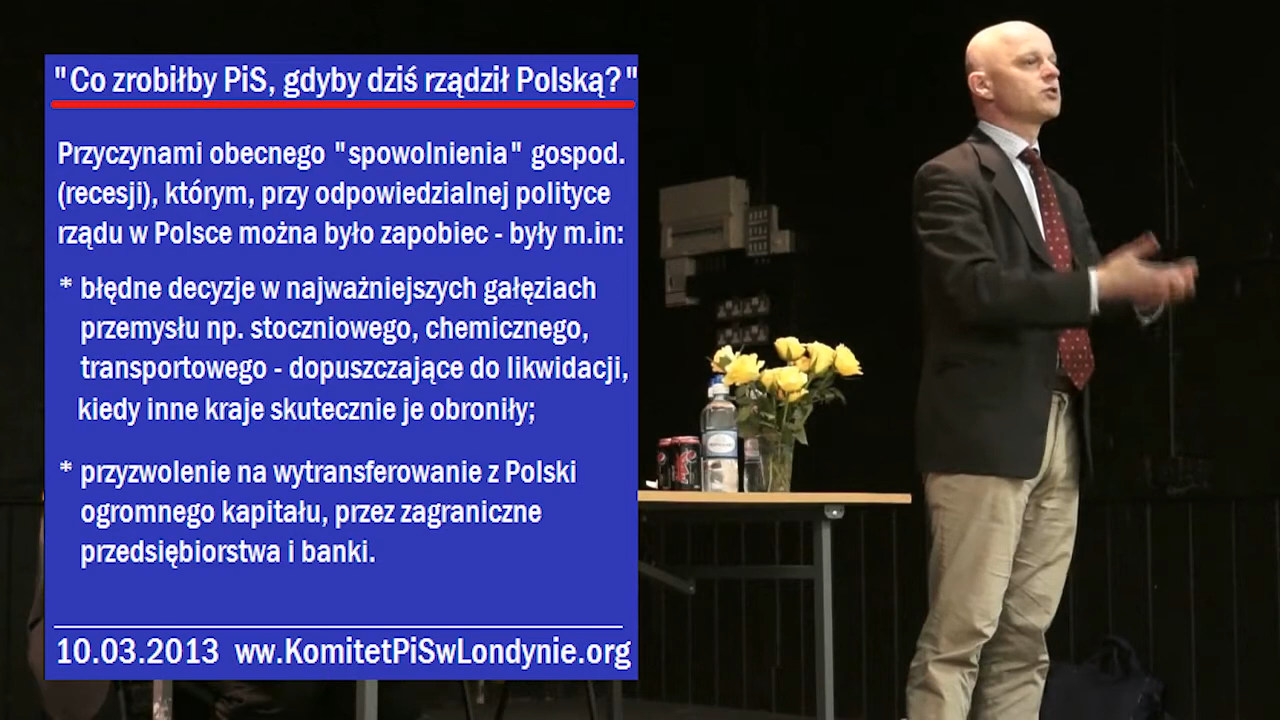 "Co zrobiłby PiS, gdyby dziś rządził Polską?"
Przyczynami obecnego "spowolnienia" gospod.
(recesji), którym, przy odpowiedzialnej polityce
rządu w Polsce można było zapobiec - były m.in:
* błędne decyzje w najważniejszych gałęziach
przemysłu np. stoczniowego, chemicznego,
transportowego - dopuszczające do likwidacji,
kiedy inne kraje skutecznie je obroniły;
* przyzwolenie na wytransferowanie z Polski
ogromnego kapitału, przez zagraniczne
przedsiębiorstwa i banki.
10.03.2013 ww.KomitetPiSwLondynie.org